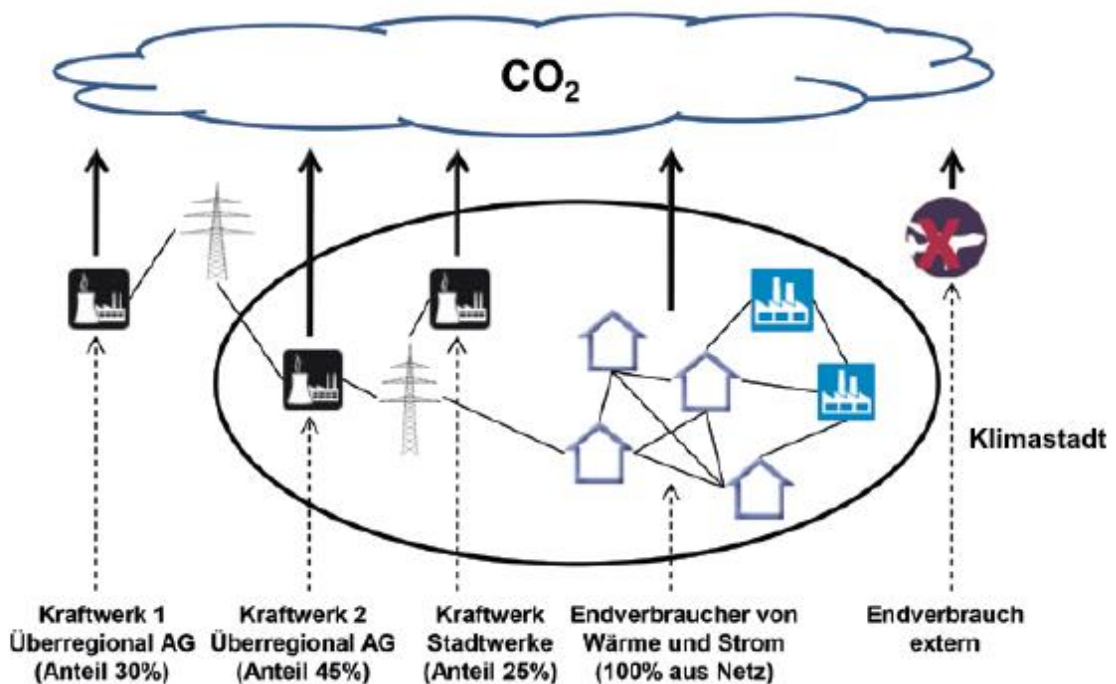 CO₂
Klimastadt
Kraftwerk 1
Überregional AG
(Anteil 30%)
Kraftwerk 2
Überregional AG
(Anteil 45%)
Kraftwerk
Stadtwerke
(Anteil 25%)
Endverbraucher von
Wärme und Strom
(100% aus Netz)
Endverbrauch
extern